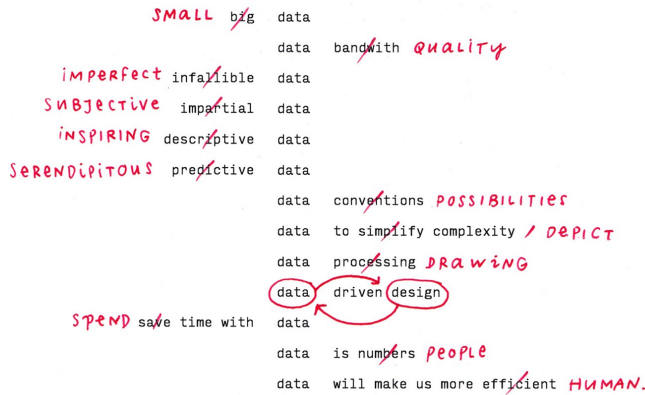 SMALL big data
data bandwith QUALITY
IMPERFECT infallible data
SUBJECTIVE impartial data
INSPIRING descriptive data
SERENDIPITOUS predictive data
data conventions POSSIBILITIES
data to simplify complexity / DEPICT
data processing DRAWING
data driven design
SPEND save time with data
data is numbers PEOPLE
data will make us more efficient HUMAN.